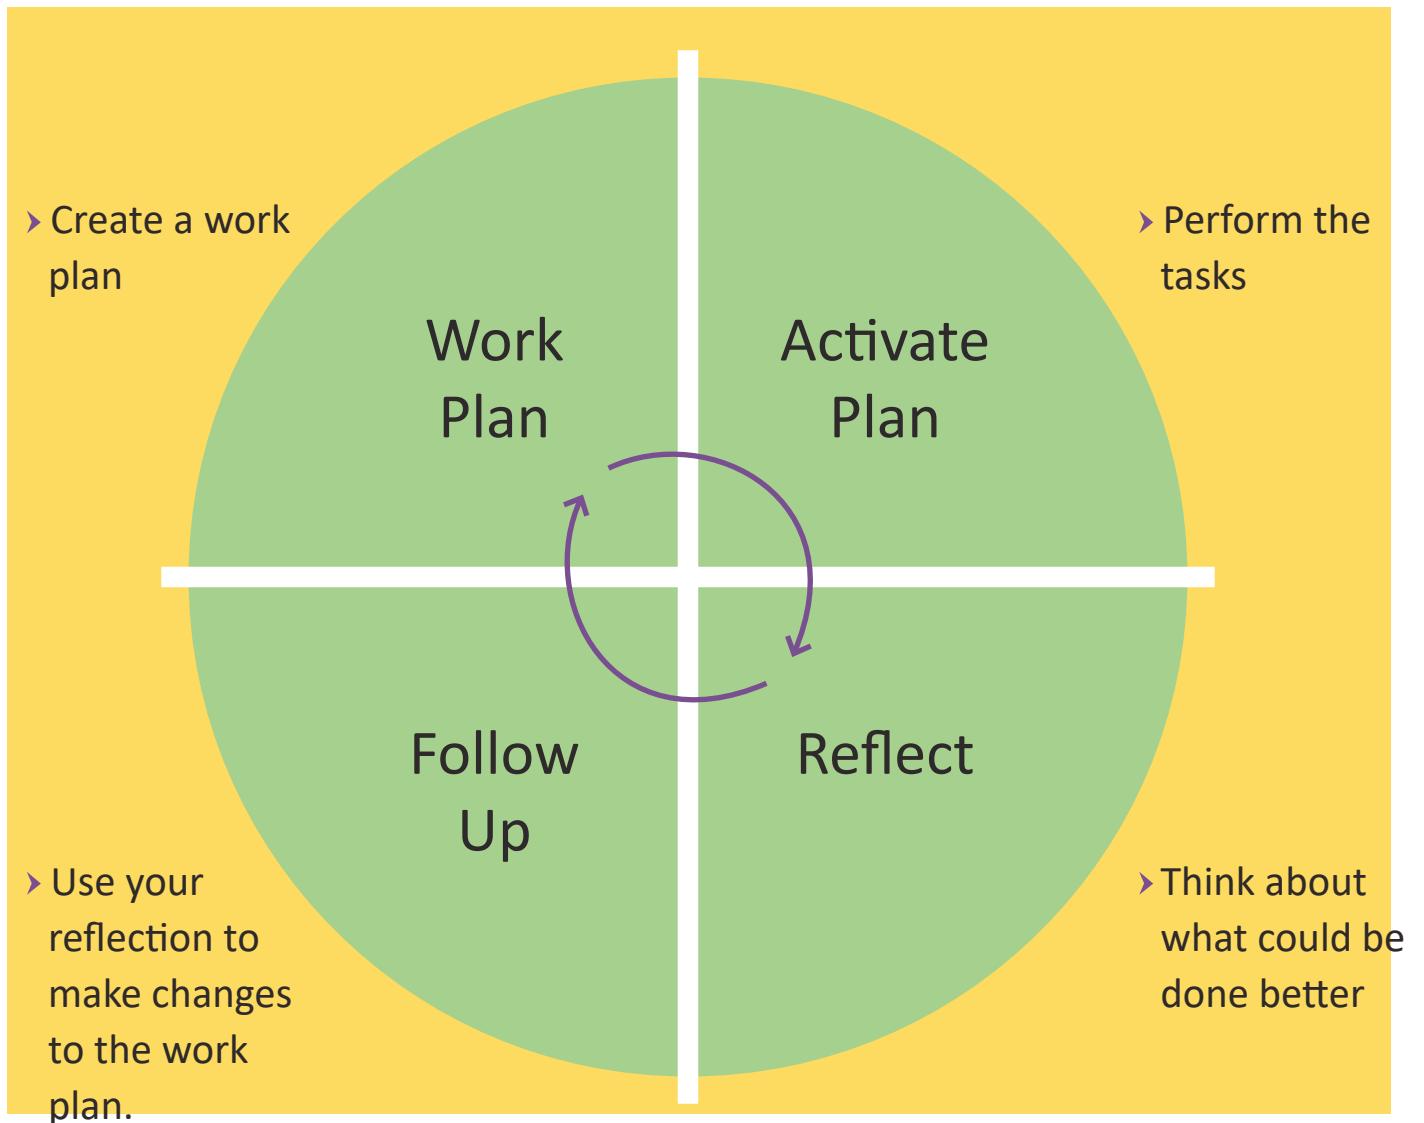 Create a work
plan
Perform the
tasks
Work
Plan
Activate
Plan
Follow
Up
Reflect
Use your
reflection to
make changes
to the work
plan.
Think about
what could be
done better